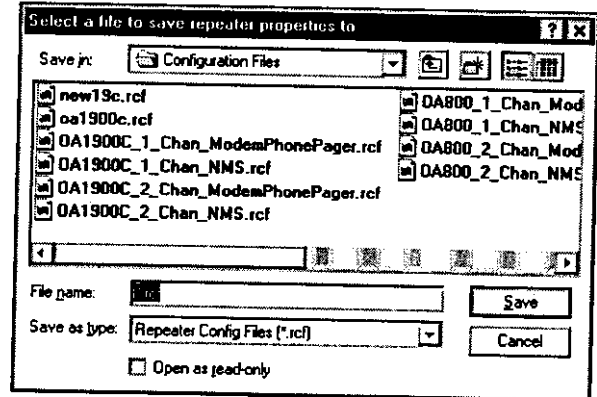 Select a file to save repeater properties to
Save in: Configuration Files
new19c.rcf
oa1900c.rcf
OA1900C_1_Chan_ModemPhonePager.rcf
OA1900C_1_Chan_NMS.rcf
OA1900C_2_Chan_ModemPhonePager.rcf
OA1900C_2_Chan_NMS.rcf
OA800_1_Chan_Mod
OA800_1_Chan_NMS
OA800_2_Chan_Mod
OA800_2_Chan_NMS
File name:
Save
Save as type: Repeater Config Files (*.rcf)
Cancel
Open as read-only